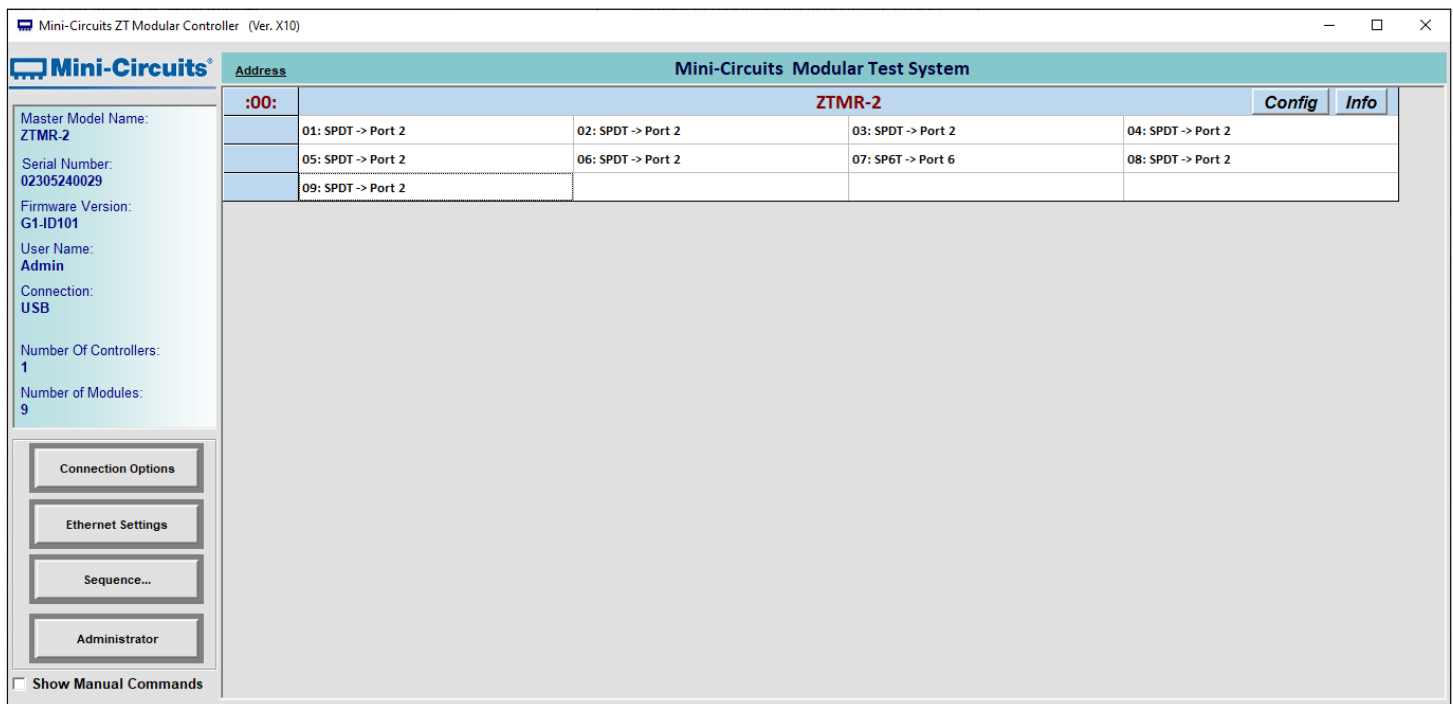 Mini-Circuits ZT Modular Controller (Ver. X10)
Mini-Circuits®
Address
Mini-Circuits Modular Test System
:00:
ZTMR-2
Config
Info
01: SPDT -> Port 2
02: SPDT -> Port 2
03: SPDT -> Port 2
04: SPDT -> Port 2
05: SPDT -> Port 2
06: SPDT -> Port 2
07: SP6T -> Port 6
08: SPDT -> Port 2
09: SPDT -> Port 2
Master Model Name:
ZTMR-2
Serial Number:
02305240029
Firmware Version:
G1-ID101
User Name:
Admin
Connection:
USB
Number Of Controllers:
1
Number of Modules:
9
Connection Options
Ethernet Settings
Sequence...
Administrator
Show Manual Commands